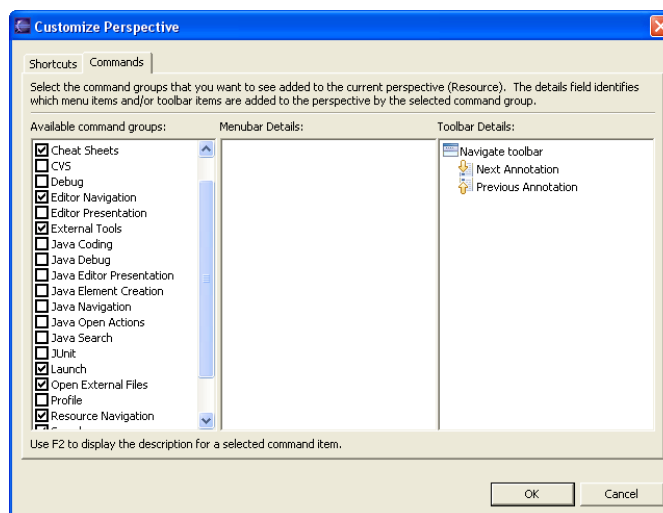 Customize Perspective
Shortcuts Commands
Select the command groups that you want to see added to the current perspective (Resource). The details field identifies
which menu items and/or toolbar items are added to the perspective by the selected command group.
Available command groups:
Menubar Details:
Toolbar Details:
Cheat Sheets
CVS
Debug
Editor Navigation
Editor Presentation
External Tools
Java Coding
Java Debug
Java Editor Presentation
Java Element Creation
Java Navigation
Java Open Actions
Java Search
JUnit
Launch
Open External Files
Profile
Resource Navigation
Navigate toolbar
Next Annotation
Previous Annotation
Use F2 to display the description for a selected command item.
OK
Cancel